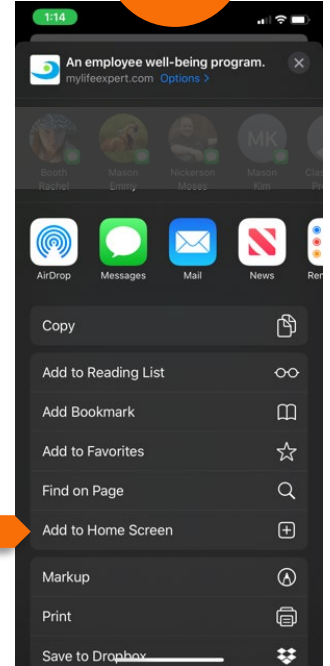 1:14
An employee well-being program.
mylifeexpert.com Options >
MK
Booth Mason Nickerson Mason
Rachel Emmy Moses Kim
AirDrop Messages Mail News
Copy
Add to Reading List
Add Bookmark
Add to Favorites
Find on Page
Add to Home Screen
Markup
Print
Save to Dropbox